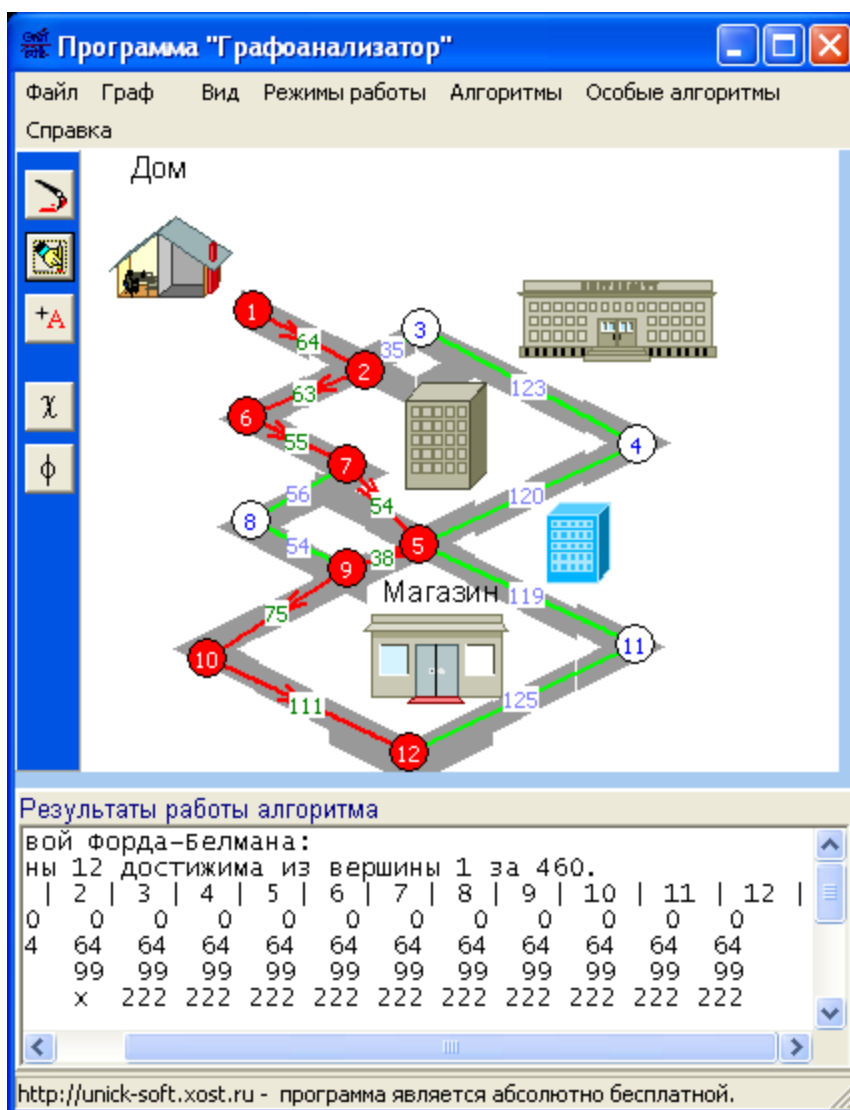 Программа "Графоанализатор"
Файл Граф Вид Режимы работы Алгоритмы Особые алгоритмы
Справка
Дом
UNIVERSITY
+A
χ
ϕ
1
64
2
35
3
123
4
63
6
55
7
54
120
56
8
54
9
38
5
Магазин
119
11
75
10
111
125
12
Результаты работы алгоритма
вой Форда-Белмана:
ны 12 достижима из вершины 1 за 460.
| 2 | 3 | 4 | 5 | 6 | 7 | 8 | 9 | 10 | 11 | 12 |
0 0 0 0 0 0 0 0 0 0 0 0
4 64 64 64 64 64 64 64 64 64 64 64
99 99 99 99 99 99 99 99 99 99 99
x 222 222 222 222 222 222 222 222 222 222
http://unick-soft.xost.ru - программа является абсолютно бесплатной.